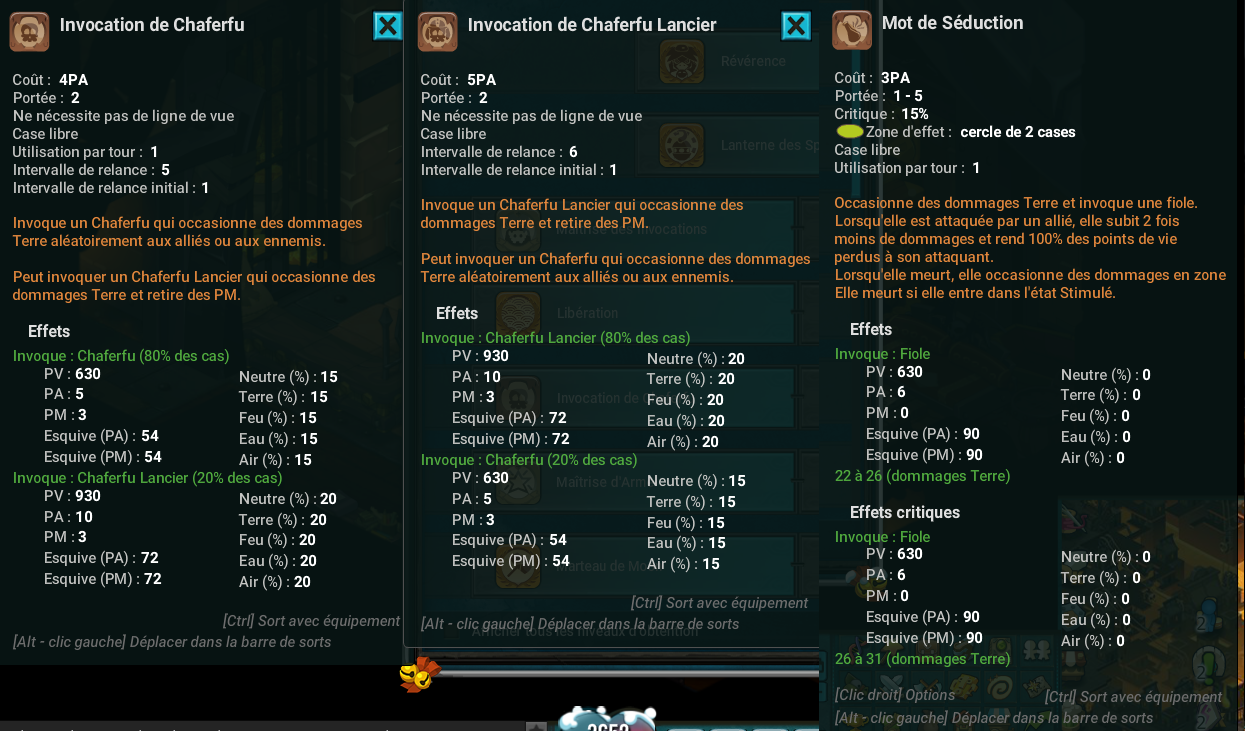 Invocation de Chaferfu
Coût : 4PA
Portée : 2
Ne nécessite pas de ligne de vue
Case libre
Utilisation par tour : 1
Intervalle de relance : 5
Intervalle de relance initial : 1
Invoque un Chaferfu qui occasionne des dommages
Terre aléatoirement aux alliés ou aux ennemis.
Peut invoquer un Chaferfu Lancier qui occasionne des
dommages Terre et retire des PM.
Effets
Invoque : Chaferfu (80% des cas)
PV : 630
PA : 5
PM : 3
Esquive (PA) : 54
Esquive (PM) : 54
Neutre (%) : 15
Terre (%) : 15
Feu (%) : 15
Eau (%) : 15
Air (%) : 15
Invoque : Chaferfu Lancier (20% des cas)
PV : 930
PA : 10
PM : 3
Esquive (PA) : 72
Esquive (PM) : 72
Neutre (%) : 20
Terre (%) : 20
Feu (%) : 20
Eau (%) : 20
Air (%) : 20
[Ctrl] Sort avec équipement
[Alt - clic gauche] Déplacer dans la barre de sorts
Invocation de Chaferfu Lancier
Coût : 5PA
Portée : 2
Ne nécessite pas de ligne de vue
Case libre
Intervalle de relance : 6
Intervalle de relance initial : 1
Invoque un Chaferfu Lancier qui occasionne des
dommages Terre et retire des PM.
Peut invoquer un Chaferfu qui occasionne des dommages
Terre aléatoirement aux alliés ou aux ennemis.
Effets
Invoque : Chaferfu Lancier (80% des cas)
PV : 930
PA : 10
PM : 3
Esquive (PA) : 72
Esquive (PM) : 72
Neutre (%) : 20
Terre (%) : 20
Feu (%) : 20
Eau (%) : 20
Air (%) : 20
Invoque : Chaferfu (20% des cas)
PV : 630
PA : 5
PM : 3
Esquive (PA) : 54
Esquive (PM) : 54
Neutre (%) : 15
Terre (%) : 15
Feu (%) : 15
Eau (%) : 15
Air (%) : 15
[Ctrl] Sort avec équipement
[Alt - clic gauche] Déplacer dans la barre de sorts
Révérence
Lanterne des
Maîtrise des Invocations
Libération
Invocation de
Maîtrise d'Arm
Marteau de Mo
Afficher tous les niveaux d'obtention
Mot de Séduction
Coût : 3PA
Portée : 1 - 5
Critique : 15%
Zone d'effet : cercle de 2 cases
Case libre
Utilisation par tour : 1
Occasionne des dommages Terre et invoque une fiole.
Lorsqu'elle est attaquée par un allié, elle subit 2 fois
moins de dommages et rend 100% des points de vie
perdus à son attaquant.
Lorsqu'elle meurt, elle occasionne des dommages en zone
Elle meurt si elle entre dans l'état Stimulé.
Effets
Invoque : Fiole
PV : 630
PA : 6
PM : 0
Esquive (PA) : 90
Esquive (PM) : 90
Neutre (%) : 0
Terre (%) : 0
Feu (%) : 0
Eau (%) : 0
Air (%) : 0
22 à 26 (dommages Terre)
Effets critiques
Invoque : Fiole
PV : 630
PA : 6
PM : 0
Esquive (PA) : 90
Esquive (PM) : 90
Neutre (%) : 0
Terre (%) : 0
Feu (%) : 0
Eau (%) : 0
Air (%) : 0
26 à 31 (dommages Terre)
[Clic droit] Options
[Ctrl] Sort avec équipement
[Alt - clic gauche] Déplacer dans la barre de sorts